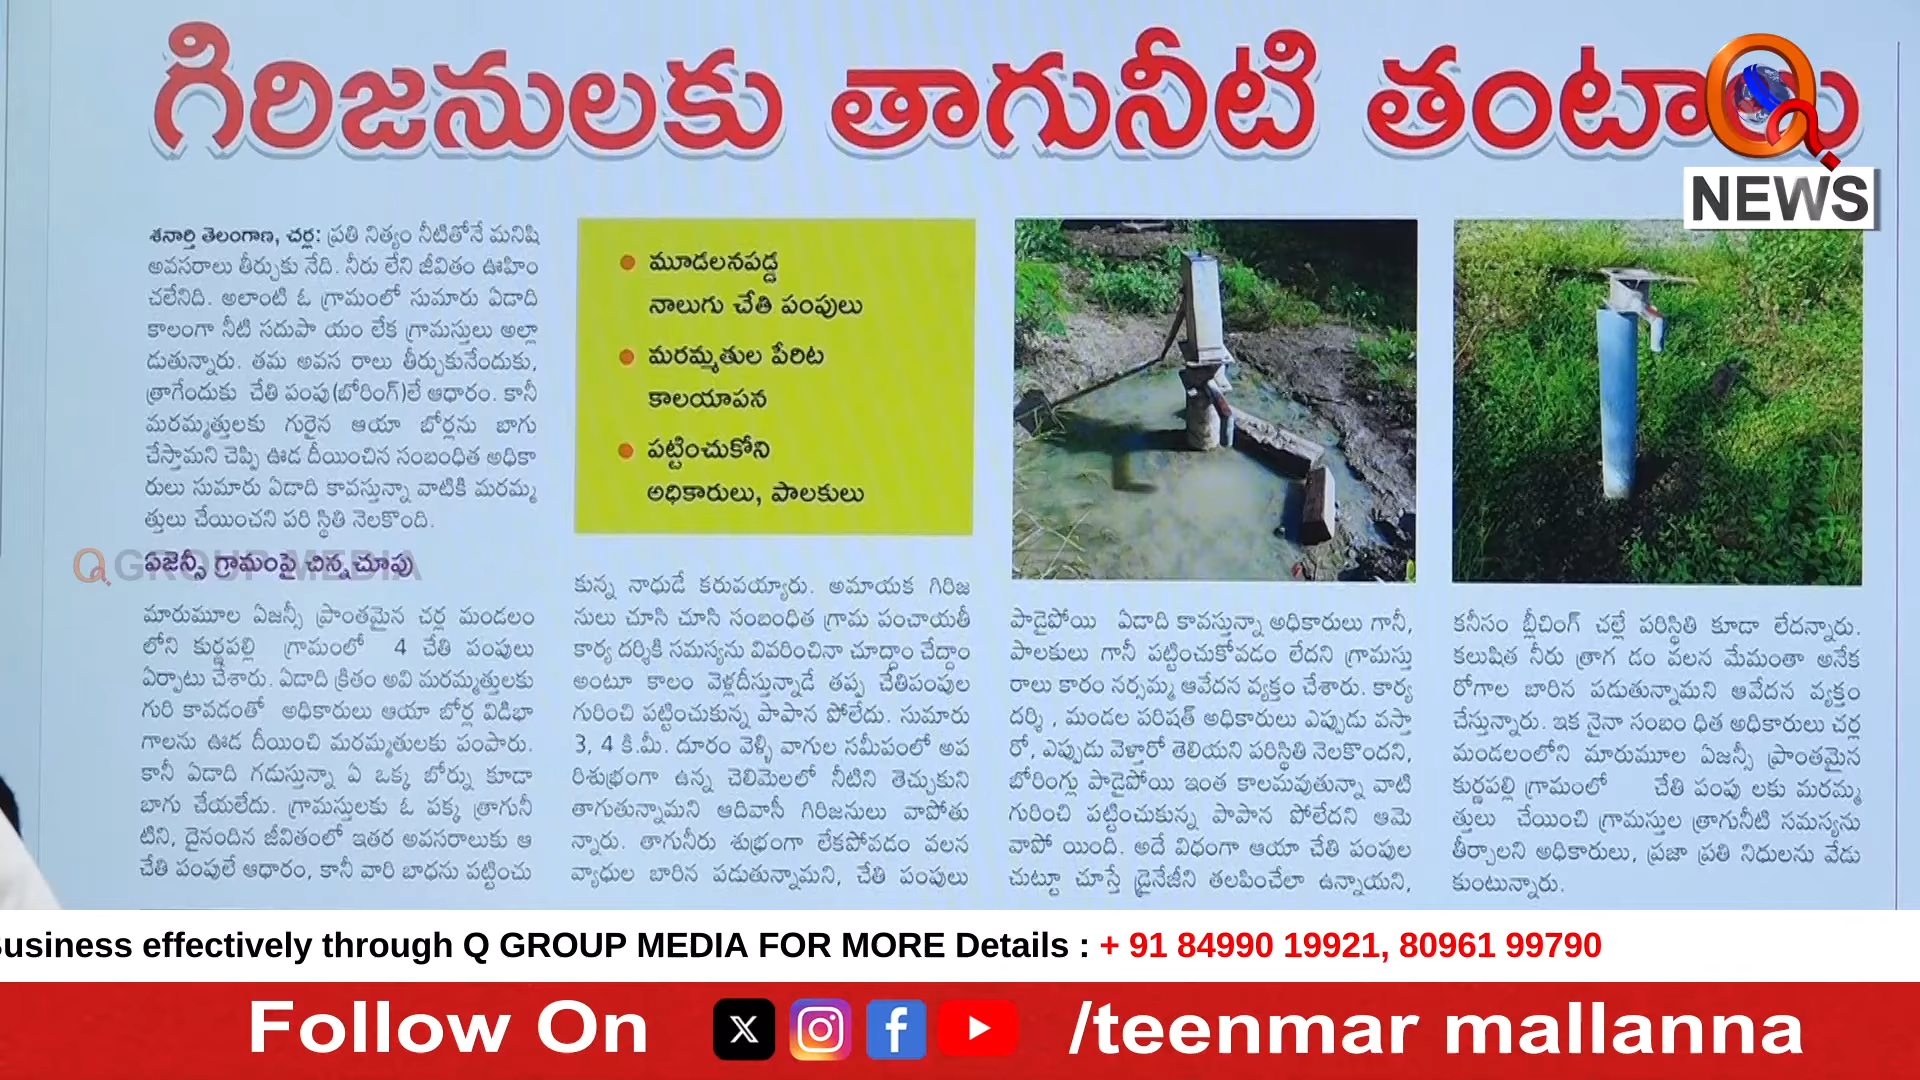 గిరిజనులకు తాగునీటి
NEWS
శనార్తి తెలంగాణ, చర్ల: ప్రతి నిత్యం నీటితోనే మనిషి
అవసరాలు తీర్చుకు నేది. నీరు లేని జీవితం ఊహిం
చలేనిది. అలాంటి ఓ గ్రామంలో సుమారు ఏడాది
కాలంగా నీటి సదుపా యం లేక గ్రామస్తులు అల్లా
డుతున్నారు. తమ అవస రాలు తీర్చుకునేందుకు,
త్రాగేందుకు చేతి పంపు(బోరింగ్)లే ఆధారం. కానీ
మరమ్మత్తులకు గురైన ఆయా బోర్లను బాగు
చేస్తామని చెప్పి ఊడ దీయించిన సంబంధిత అధికా
రులు సుమారు ఏడాది కావస్తున్నా వాటికి మరమ్మ
త్తులు చేయించని పరి స్థితి నెలకొంది.
ఏజెన్సీ గ్రామంపై చిన్న చూపు
Q GROUP MEDIA
మారుమూల ఏజన్సీ ప్రాంతమైన చర్ల మండలం
లోని కుర్ణపల్లి గ్రామంలో 4 చేతి పంపులు
ఏర్పాటు చేశారు. ఏడాది క్రితం అవి మరమ్మత్తులకు
గురి కావడంతో అధికారులు ఆయా బోర్ల విడిభా
గాలను ఊడ దీయించి మరమ్మతులకు పంపారు.
కానీ ఏడాది గడుస్తున్నా ఏ ఒక్క బోర్ను కూడా
బాగు చేయలేదు. గ్రామస్తులకు ఓ పక్క త్రాగునీ
టిని, దైనందిన జీవితంలో ఇతర అవసరాలుకు ఆ
చేతి పంపులే ఆధారం, కానీ వారి బాధను పట్టించు
● మూడలనపడ్డ
నాలుగు చేతి పంపులు
● మరమ్మతుల పేరిట
కాలయాపన
● పట్టించుకోని
అధికారులు, పాలకులు
కున్న నాధుడే కరువయ్యారు. అమాయక గిరిజ
నులు చూసి చూసి సంబంధిత గ్రామ పంచాయతీ
కార్య దర్శికి సమస్యను వివరించినా చూద్దాం చేద్దాం
అంటూ కాలం వెళ్లదీస్తున్నాడే తప్ప చేతిపంపుల
గురించి పట్టించుకున్న పాపాన పోలేదు. సుమారు
3, 4 కి.మీ. దూరం వెళ్ళి వాగుల సమీపంలో అప
రిశుభ్రంగా ఉన్న చెలిమెలలో నీటిని తెచ్చుకుని
తాగుతున్నామని ఆదివాసీ గిరిజనులు వాపోతు
న్నారు. తాగునీరు శుభ్రంగా లేకపోవడం వలన
వ్యాధుల బారిన పడుతున్నామని, చేతి పంపులు
పాడైపోయి ఏడాది కావస్తున్నా అధికారులు గానీ,
పాలకులు గానీ పట్టించుకోవడం లేదని గ్రామస్తు
రాలు కారం నర్సమ్మ ఆవేదన వ్యక్తం చేశారు. కార్య
దర్శి , మండల పరిషత్ అధికారులు ఎప్పుడు వస్తా
రో, ఎప్పుడు వెళ్తారో తెలియని పరిస్థితి నెలకొందని,
బోరింగ్లు పాడైపోయి ఇంత కాలమవుతున్నా వాటి
గురించి పట్టించుకున్న పాపాన పోలేదని ఆమె
వాపో యింది. అదే విధంగా ఆయా చేతి పంపుల
చుట్టూ చూస్తే డ్రైనేజీని తలపించేలా ఉన్నాయని,
కనీసం బ్లీచింగ్ చల్లే పరిస్థితి కూడా లేదన్నారు.
కలుషిత నీరు త్రాగ డం వలన మేమంతా అనేక
రోగాల బారిన పడుతున్నామని ఆవేదన వ్యక్తం
చేస్తున్నారు. ఇక నైనా సంబం ధిత అధికారులు చర్ల
మండలంలోని మారుమూల ఏజన్సీ ప్రాంతమైన
కుర్ణపల్లి గ్రామంలో చేతి పంపు లకు మరమ్మ
త్తులు చేయించి గ్రామస్తుల త్రాగునీటి సమస్యను
తీర్చాలని అధికారులు, ప్రజా ప్రతి నిధులను వేడు
కుంటున్నారు.
Business effectively through Q GROUP MEDIA FOR MORE Details : + 91 84990 19921, 80961 99790
Follow On /teenmar mallanna